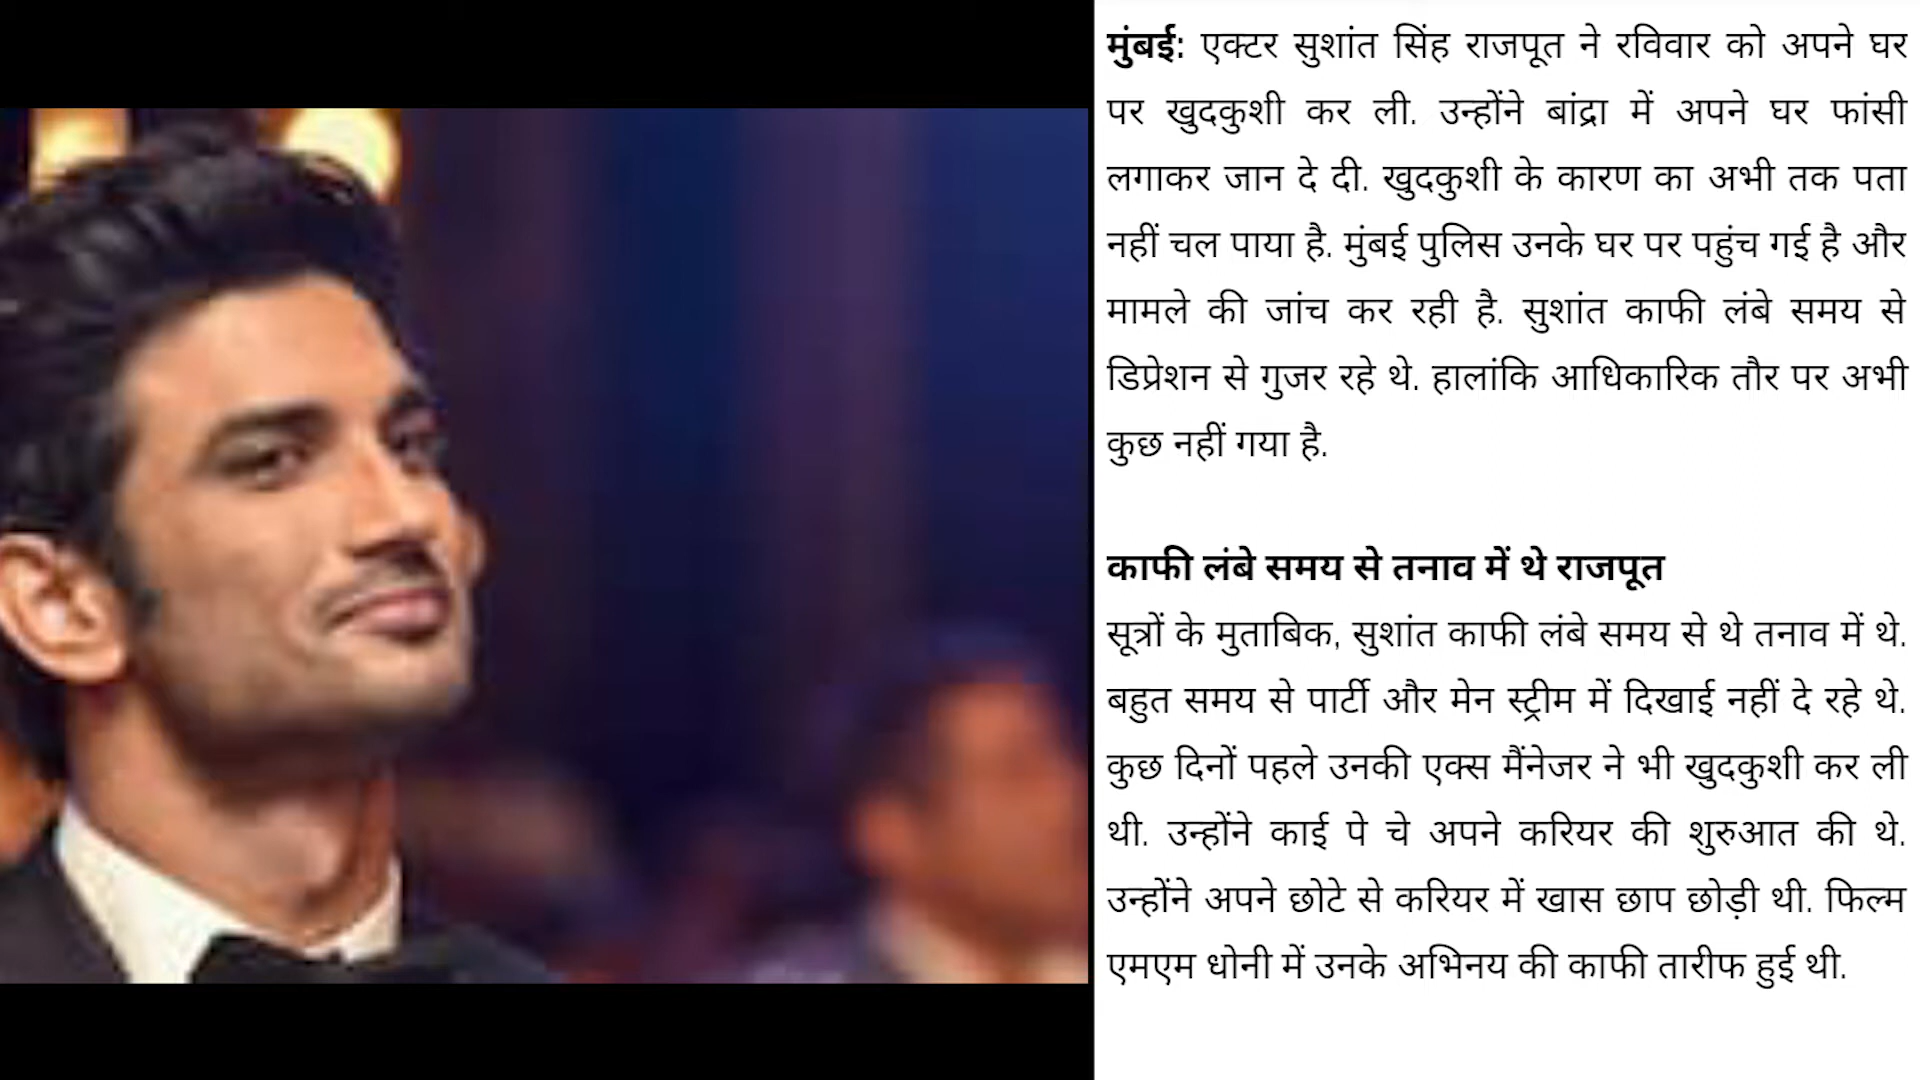 मुंबई: एक्टर सुशांत सिंह राजपूत ने रविवार को अपने घर
पर खुदकुशी कर ली. उन्होंने बांद्रा में अपने घर फांसी
लगाकर जान दे दी. खुदकुशी के कारण का अभी तक पता
नहीं चल पाया है. मुंबई पुलिस उनके घर पर पहुंच गई है और
मामले की जांच कर रही है. सुशांत काफी लंबे समय से
डिप्रेशन से गुजर रहे थे. हालांकि आधिकारिक तौर पर अभी
कुछ नहीं गया है.
काफी लंबे समय से तनाव में थे राजपूत
सूत्रों के मुताबिक, सुशांत काफी लंबे समय से थे तनाव में थे.
बहुत समय से पार्टी और मेन स्ट्रीम में दिखाई नहीं दे रहे थे.
कुछ दिनों पहले उनकी एक्स मैंनेजर ने भी खुदकुशी कर ली
थी. उन्होंने काई पे चे अपने करियर की शुरुआत की थे.
उन्होंने अपने छोटे से करियर में खास छाप छोड़ी थी. फिल्म
एमएम धोनी में उनके अभिनय की काफी तारीफ हुई थी.